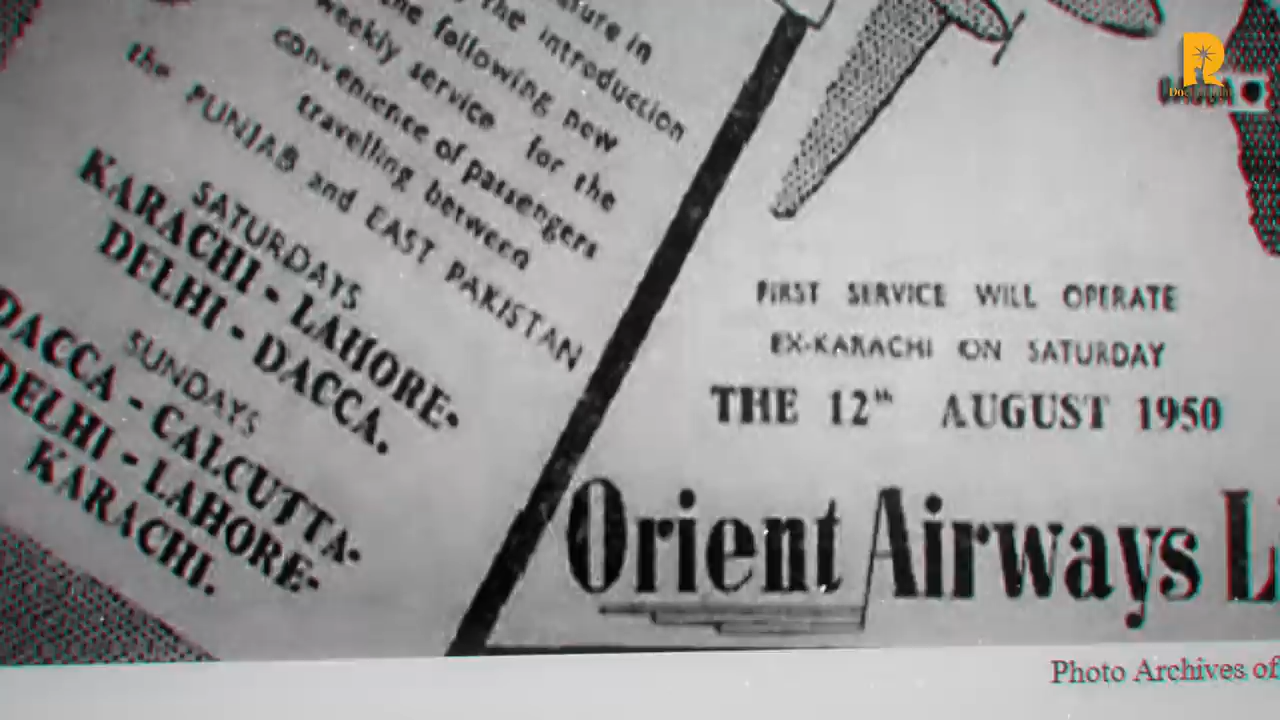 in
the introduction
the following new
weekly service for the
convenience of passengers
travelling between
the PUNJAB and EAST PAKISTAN
SATURDAYS
KARACHI - LAHORE-
DELHI - DACCA.
SUNDAYS
DACCA - CALCUTTA-
DELHI - LAHORE-
KARACHI.
FIRST SERVICE WILL OPERATE
EX-KARACHI ON SATURDAY
THE 12th AUGUST 1950
Orient Airways L
Photo Archives of